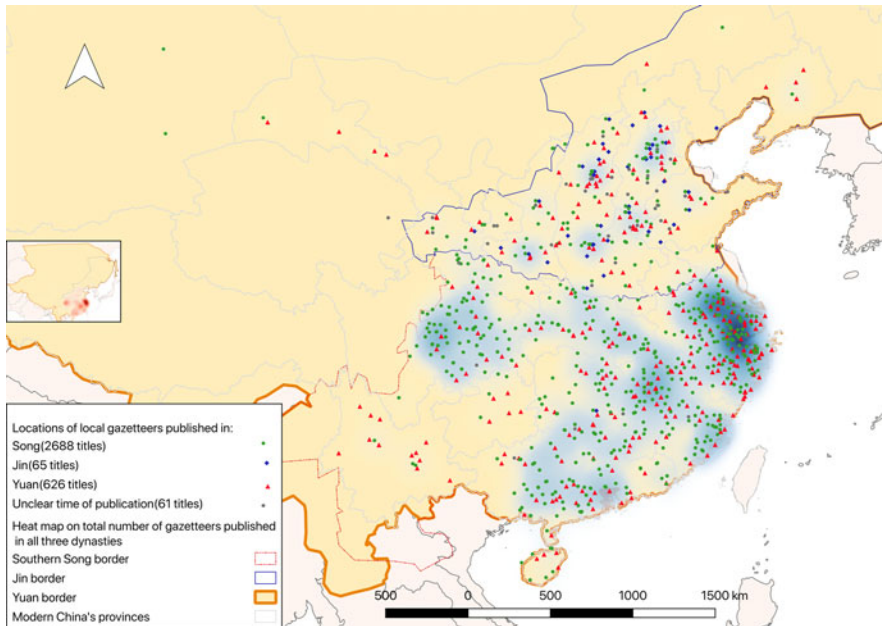 Locations of local gazetteers published in:
Song(2688 titles)
Jin(65 titles)
Yuan(626 titles)
Unclear time of publication(61 titles)
Heat map on total number of gazetteers published
in all three dynasties
Southern Song border
Jin border
Yuan border
Modern China's provinces
500 0 500 1000 1500 km